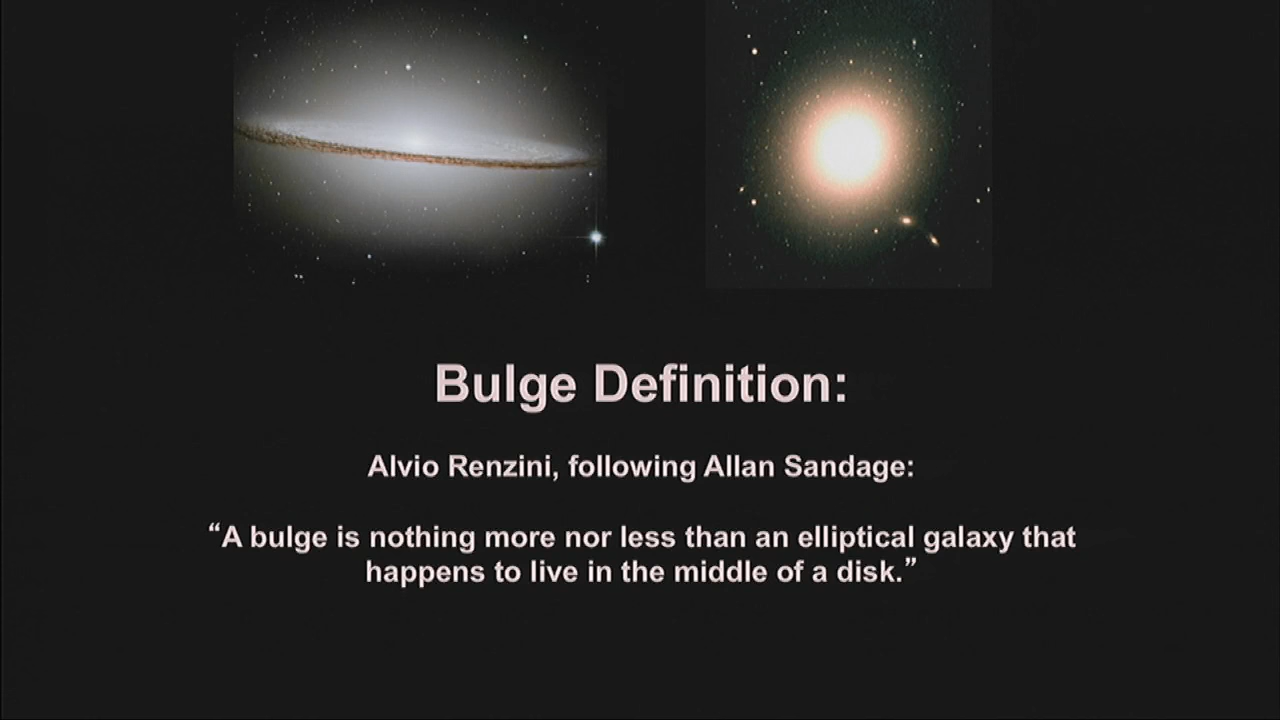 Bulge Definition:
Alvio Renzini, following Allan Sandage:
“A bulge is nothing more nor less than an elliptical galaxy that
happens to live in the middle of a disk.”